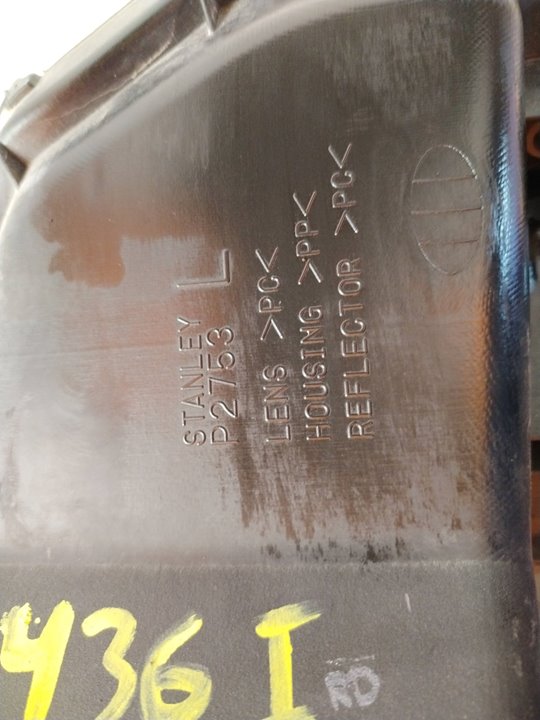 STANLEY
P2753 L
LENS >PC<
HOUSING >PP<
REFLECTOR >PC<
436 I
RD